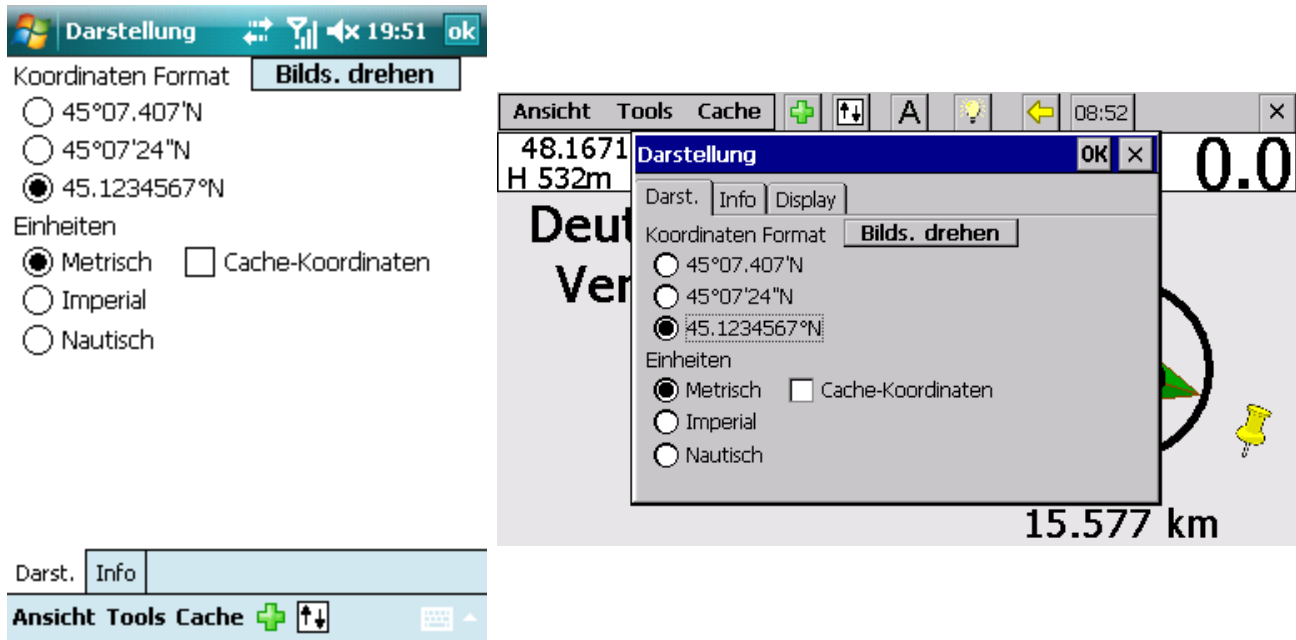 Darstellung 19:51 ok
Koordinaten Format Bilds. drehen
45°07.407'N
45°07'24"N
45.1234567°N
Einheiten
Metrisch Cache-Koordinaten
Imperial
Nautisch
Darst. Info
Ansicht Tools Cache
Ansicht Tools Cache A 08:52
48.1671
H 532m
0.0
Deut
Ver
Darstellung OK
Darst. Info Display
Koordinaten Format Bilds. drehen
45°07.407'N
45°07'24"N
45.1234567°N
Einheiten
Metrisch Cache-Koordinaten
Imperial
Nautisch
15.577 km